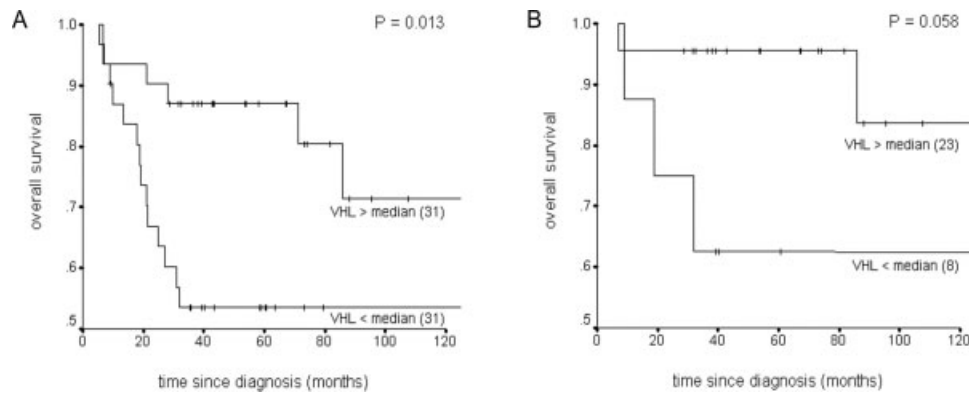 A
P = 0.013
1.0
.9
.8
.7
.6
.5
overall survival
VHL > median (31)
VHL < median (31)
0
20
40
60
80
100
120
time since diagnosis (months)
B
P = 0.058
1.0
.9
.8
.7
.6
.5
overall survival
VHL > median (23)
VHL < median (8)
0
20
40
60
80
100
120
time since diagnosis (months)